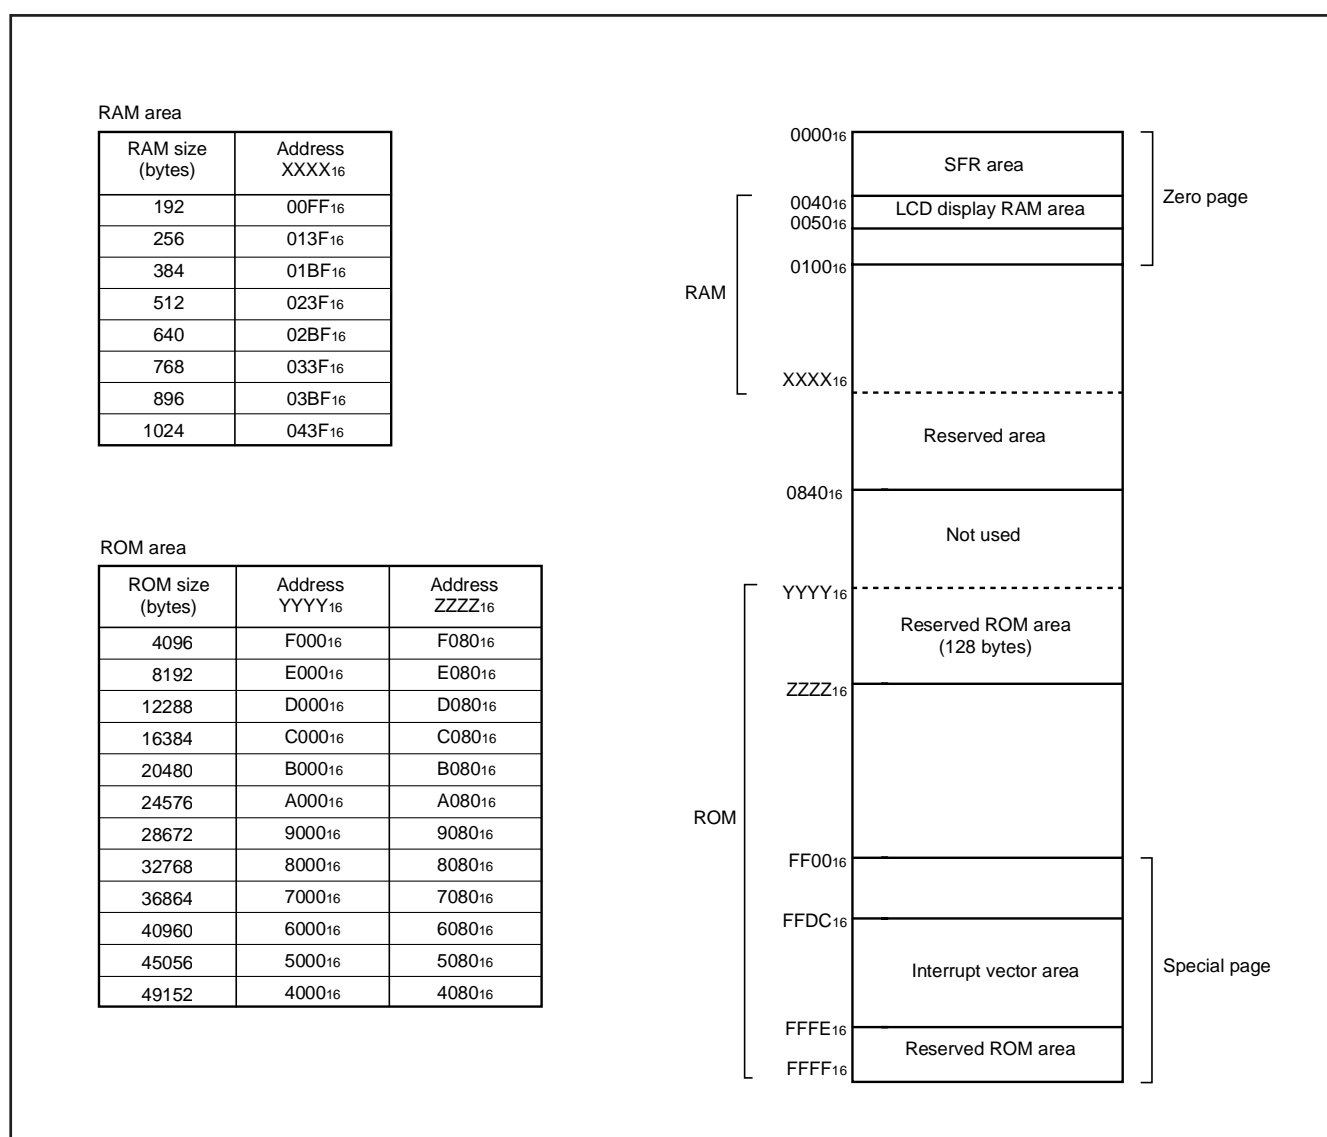 RAM area
RAM size (bytes) Address XXXX16
192 00FF16
256 013F16
384 01BF16
512 023F16
640 02BF16
768 033F16
896 03BF16
1024 043F16
ROM area
ROM size (bytes) Address YYYY16 Address ZZZZ16
4096 F00016 F08016
8192 E00016 E08016
12288 D00016 D08016
16384 C00016 C08016
20480 B00016 B08016
24576 A00016 A08016
28672 900016 908016
32768 800016 808016
36864 700016 708016
40960 600016 608016
45056 500016 508016
49152 400016 408016
000016
SFR area
Zero page
004016
LCD display RAM area
005016
010016
RAM
XXXX16
Reserved area
084016
Not used
YYYY16
Reserved ROM area
(128 bytes)
ZZZZ16
ROM
FF0016
FFDC16
Interrupt vector area
Special page
FFFE16
Reserved ROM area
FFFF16